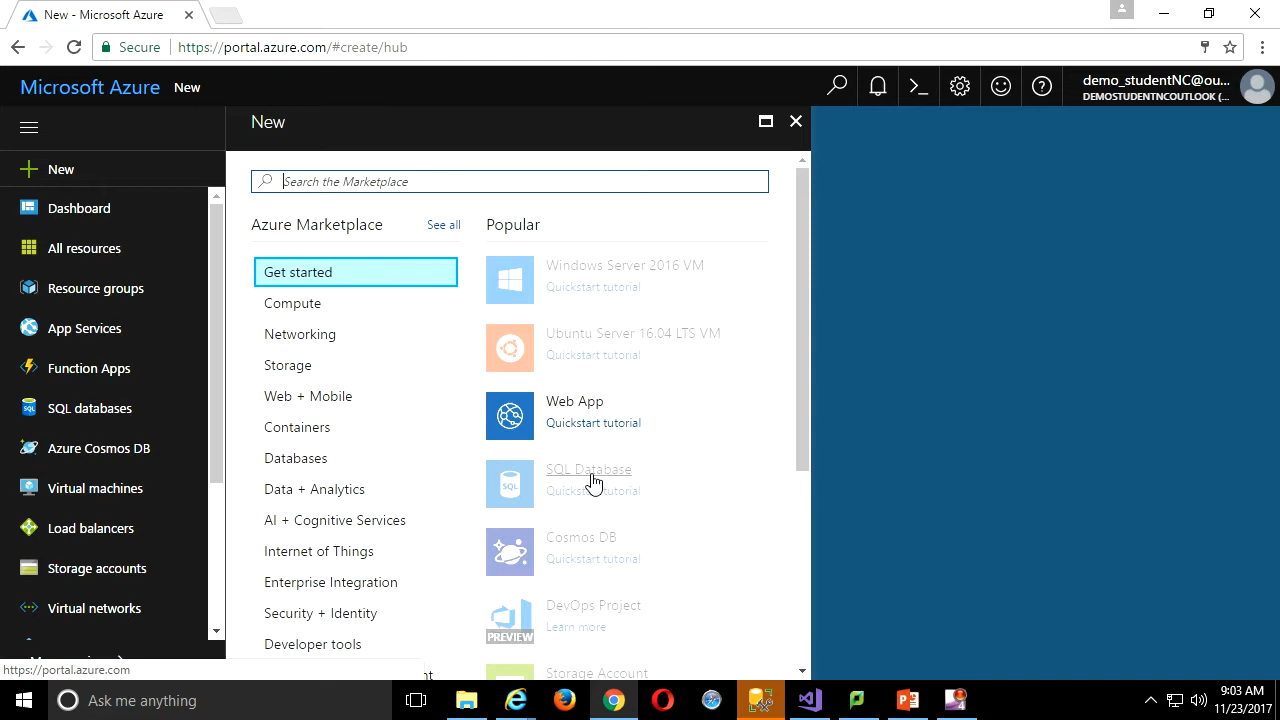 New - Microsoft Azure
Secure
https://portal.azure.com/#create/hub
Microsoft Azure
New
demo_studentNC@ou...
DEMOSTUDENTNCOUTLOOK (...
New
Dashboard
All resources
Resource groups
App Services
Function Apps
SQL databases
Azure Cosmos DB
Virtual machines
Load balancers
Storage accounts
Virtual networks
New
Search the Marketplace
Azure Marketplace
See all
Get started
Compute
Networking
Storage
Web + Mobile
Containers
Databases
Data + Analytics
AI + Cognitive Services
Internet of Things
Enterprise Integration
Security + Identity
Developer tools
Popular
Windows Server 2016 VM
Quickstart tutorial
Ubuntu Server 16.04 LTS VM
Quickstart tutorial
Web App
Quickstart tutorial
SQL
SQL Database
Quickstart tutorial
Cosmos DB
Quickstart tutorial
PREVIEW
DevOps Project
Learn more
Storage Account
https://portal.azure.com
Ask me anything
9:03 AM
11/23/2017